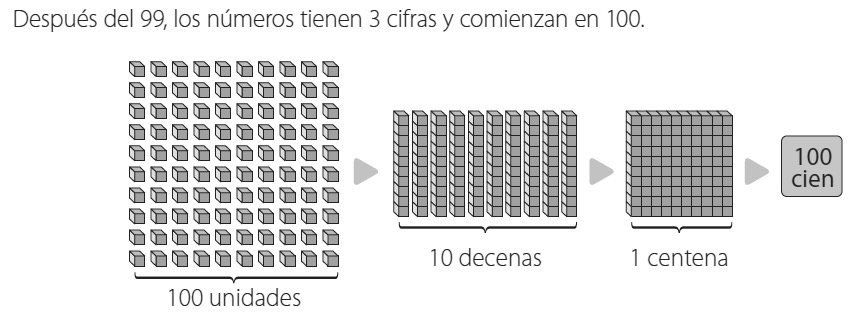 Después del 99, los números tienen 3 cifras y comienzan en 100.
100
cien
10 decenas
1 centena
100 unidades